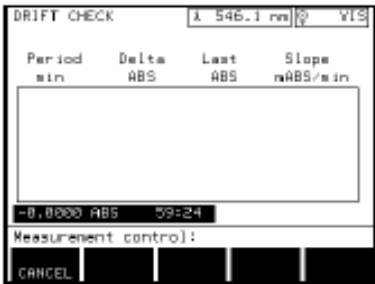 DRIFT CHECK λ 546.1 nm VIS
Period Delta Last Slope
min ABS ABS mABS/min
-0.0000 ABS 59:24
Measurement control:
CANCEL